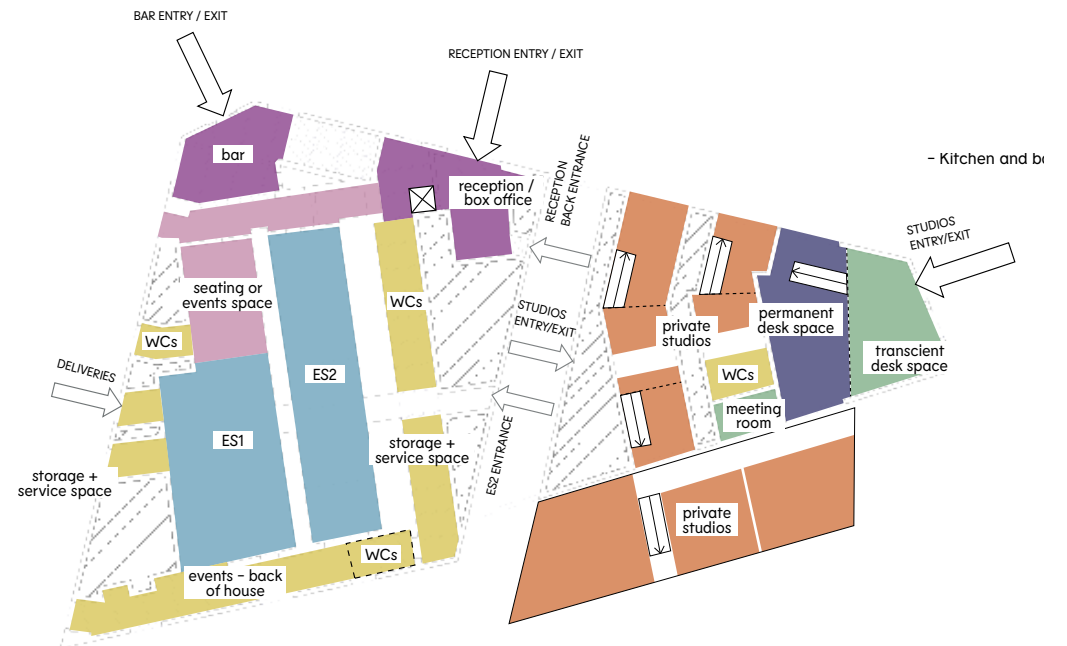 BAR ENTRY / EXIT
RECEPTION ENTRY / EXIT
bar
RECEPTION
BACK ENTRANCE
– Kitchen and
reception /
box office
STUDIOS
ENTRY/EXIT
seating or
events space
WCs
STUDIOS
ENTRY/EXIT
permanent
desk space
private
studios
WCs
transcient
desk space
DELIVERIES
ES2
WCs
meeting
room
ES1
storage +
service space
ES2 ENTRANCE
storage +
service space
private
studios
WCs
events – back
of house